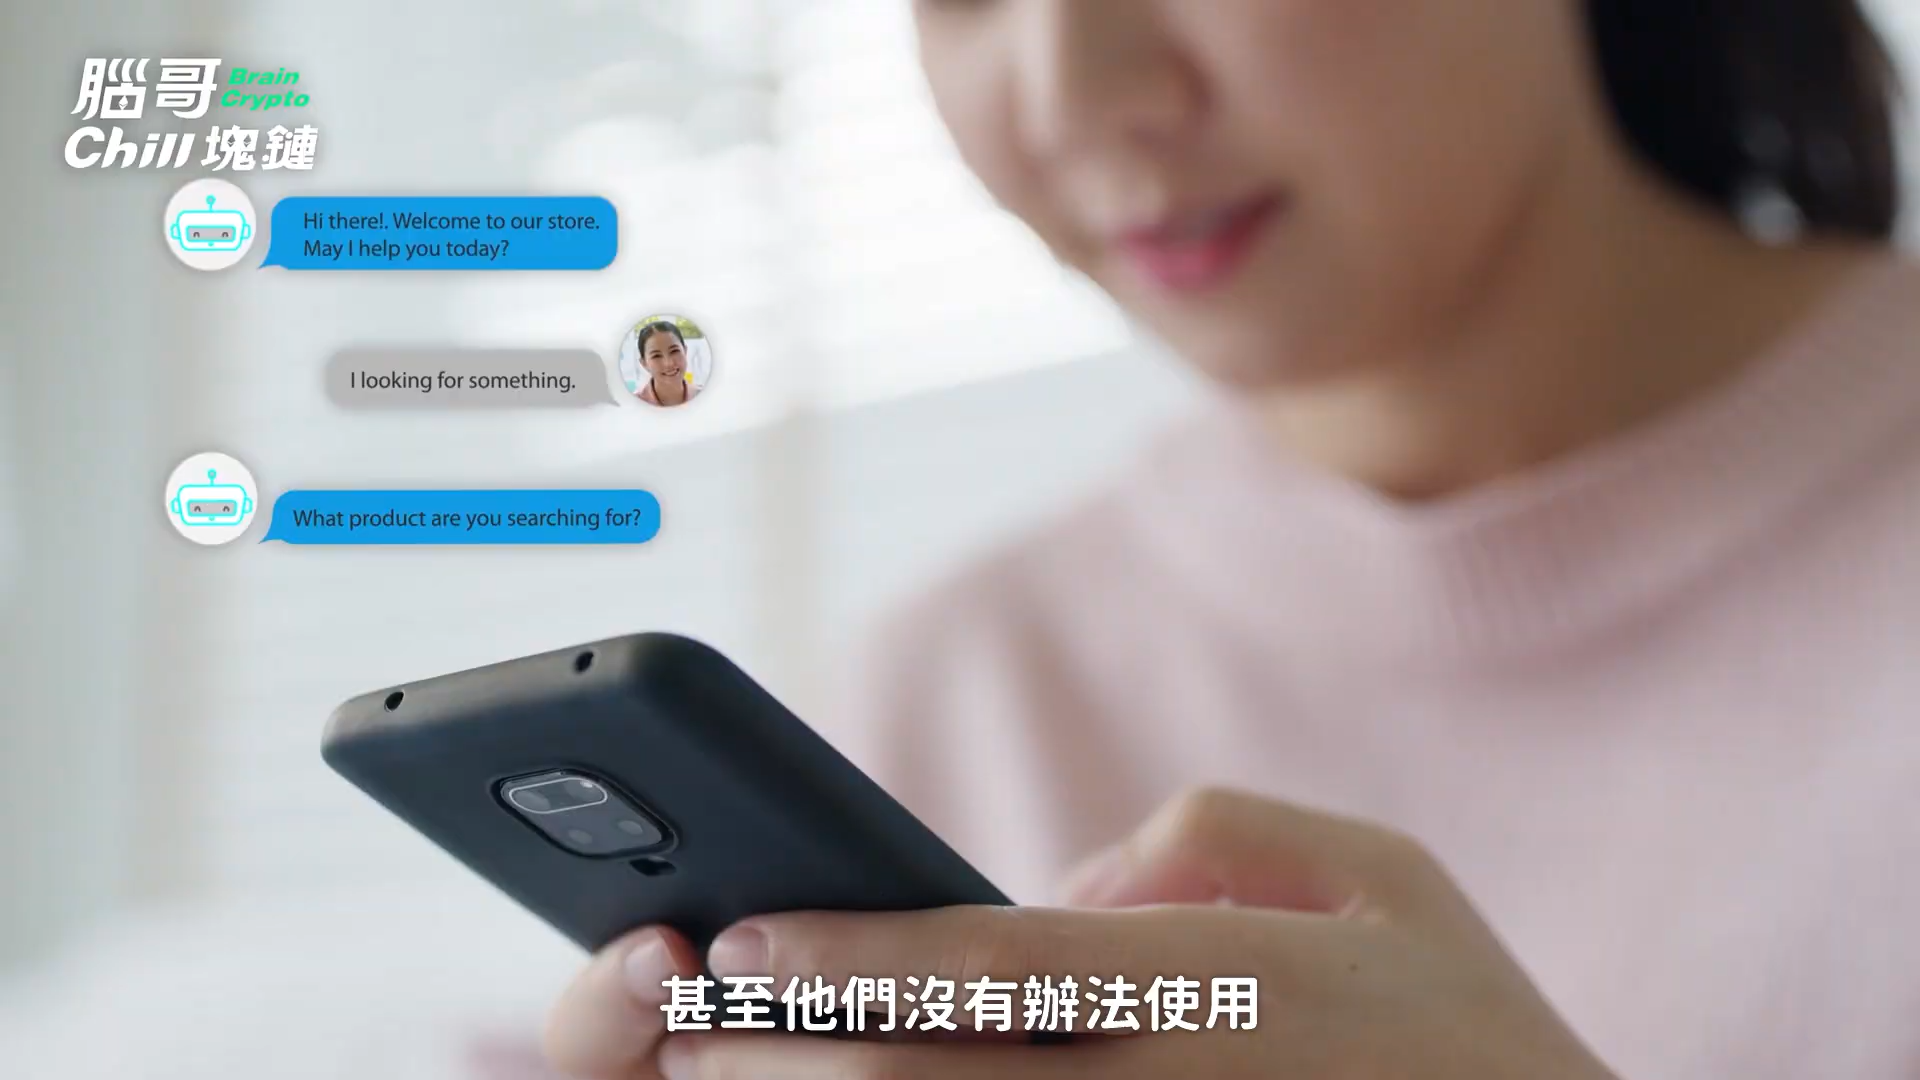 腦哥 Brain Crypto
Chill 塊鏈
Hi there!. Welcome to our store.
May I help you today?
I looking for something.
What product are you searching for?
甚至他們沒有辦法使用